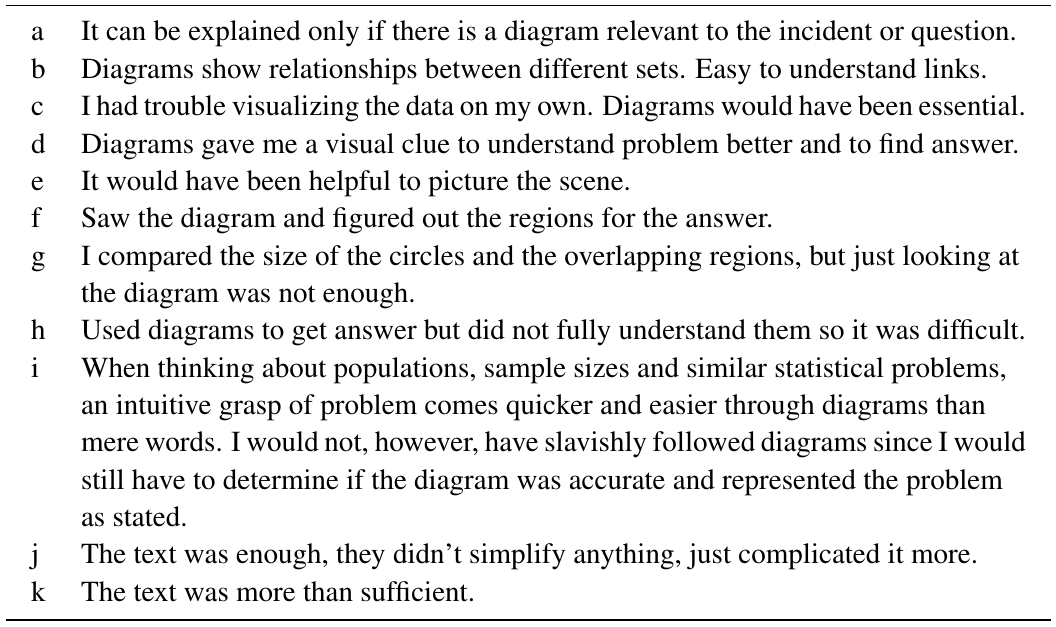 a It can be explained only if there is a diagram relevant to the incident or question.
b Diagrams show relationships between different sets. Easy to understand links.
c I had trouble visualizing the data on my own. Diagrams would have been essential.
d Diagrams gave me a visual clue to understand problem better and to find answer.
e It would have been helpful to picture the scene.
f Saw the diagram and figured out the regions for the answer.
g I compared the size of the circles and the overlapping regions, but just looking at
the diagram was not enough.
h Used diagrams to get answer but did not fully understand them so it was difficult.
i When thinking about populations, sample sizes and similar statistical problems,
an intuitive grasp of problem comes quicker and easier through diagrams than
mere words. I would not, however, have slavishly followed diagrams since I would
still have to determine if the diagram was accurate and represented the problem
as stated.
j The text was enough, they didn't simplify anything, just complicated it more.
k The text was more than sufficient.